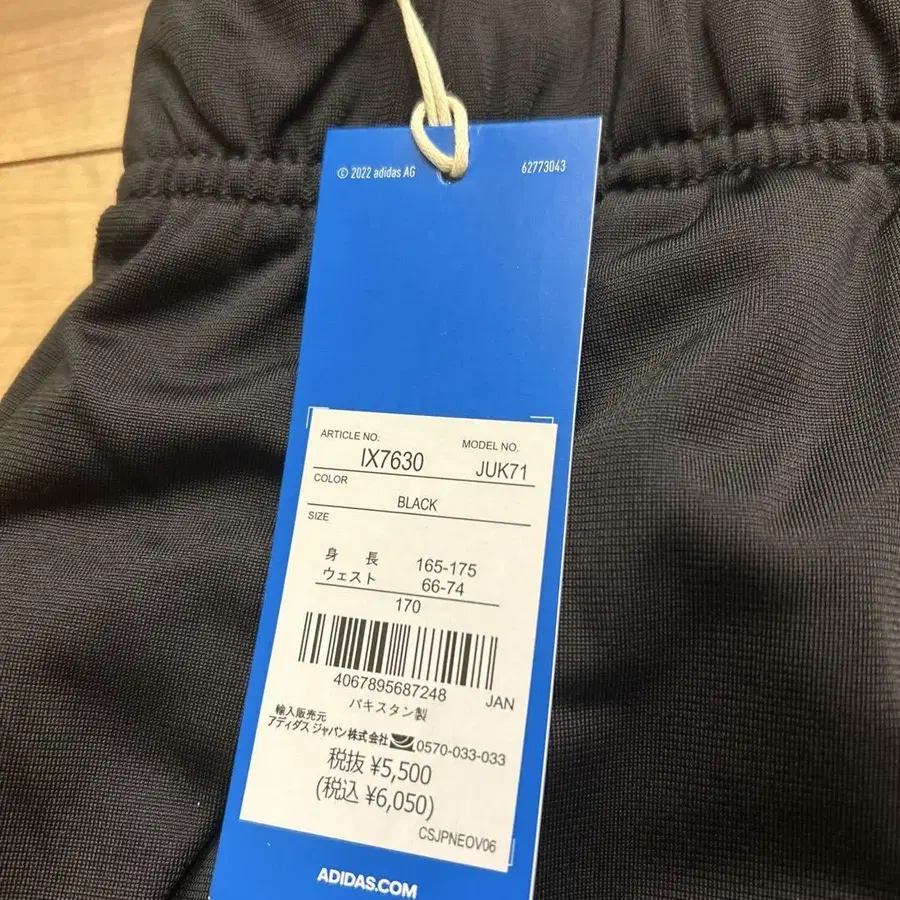 © 2022 adidas AG
62773043
ARTICLE NO.
IX7630
MODEL NO.
JUK71
COLOR
BLACK
SIZE
身 長 165-175
ウェスト 66-74
170
4067895687248
JAN
パキスタン製
輸入販売元
アディダス ジャパン株式会社 0570-033-033
税抜 ¥5,500
(税込 ¥6,050)
CSJPNEOV06
ADIDAS.COM